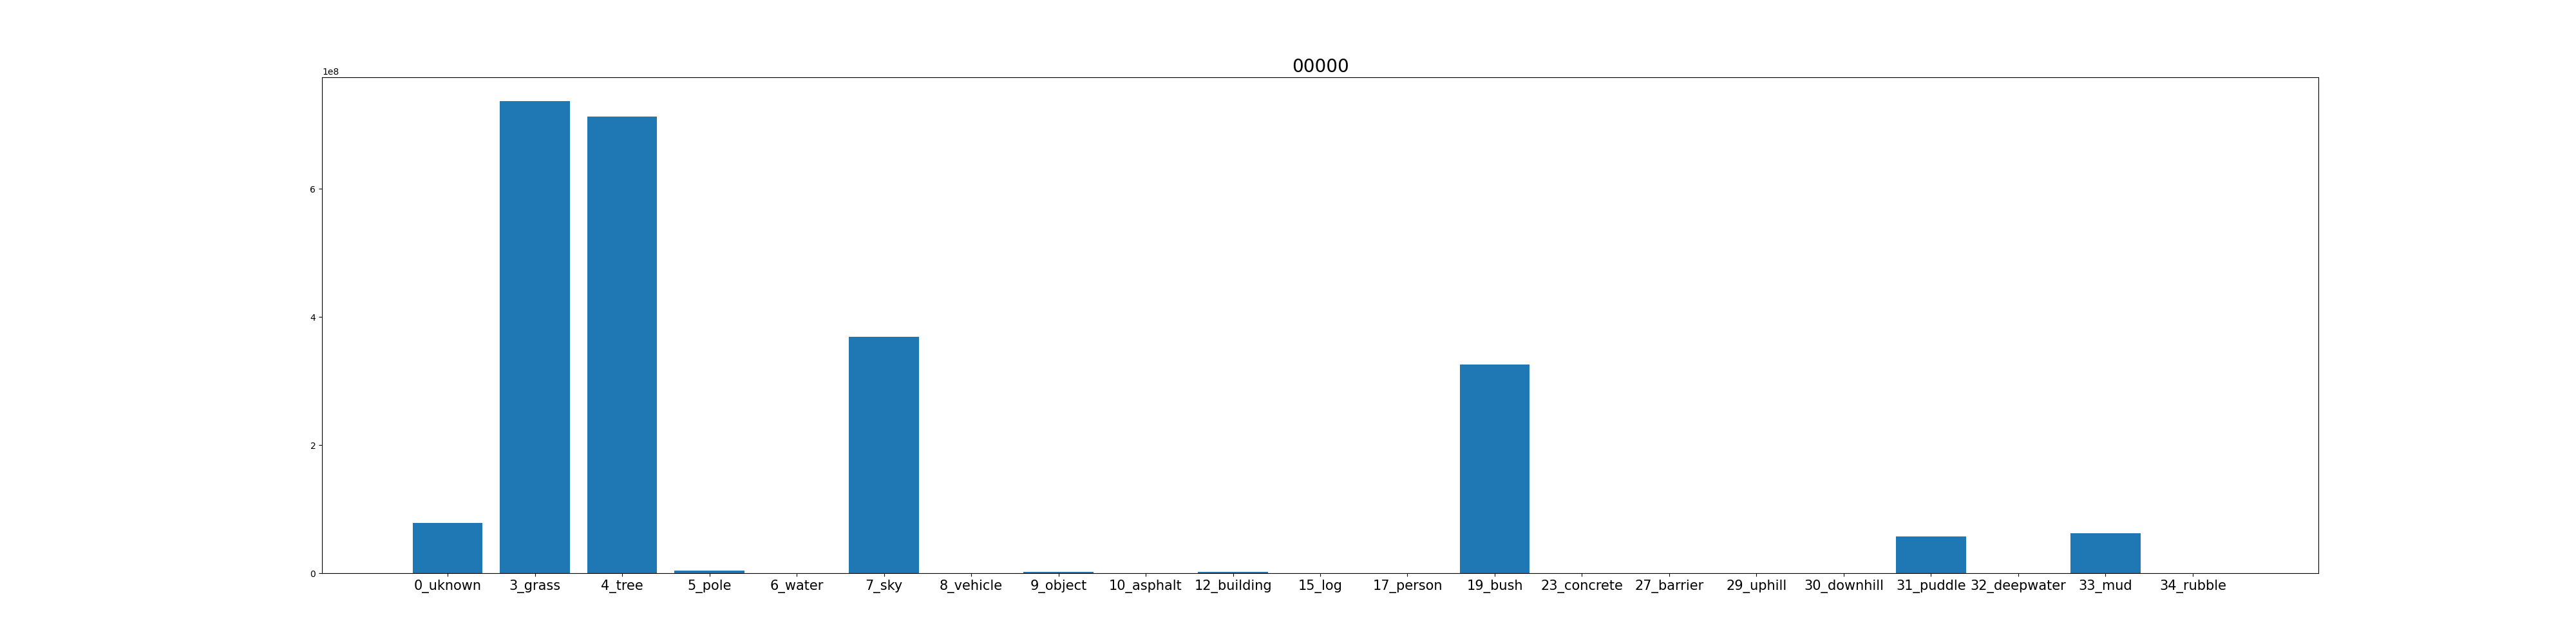 00000
1e8
6
4
2
0
0_uknown 3_grass 4_tree 5_pole 6_water 7_sky 8_vehicle 9_object 10_asphalt 12_building 15_log 17_person 19_bush 23_concrete 27_barrier 29_uphill 30_downhill 31_puddle 32_deepwater 33_mud 34_rubble